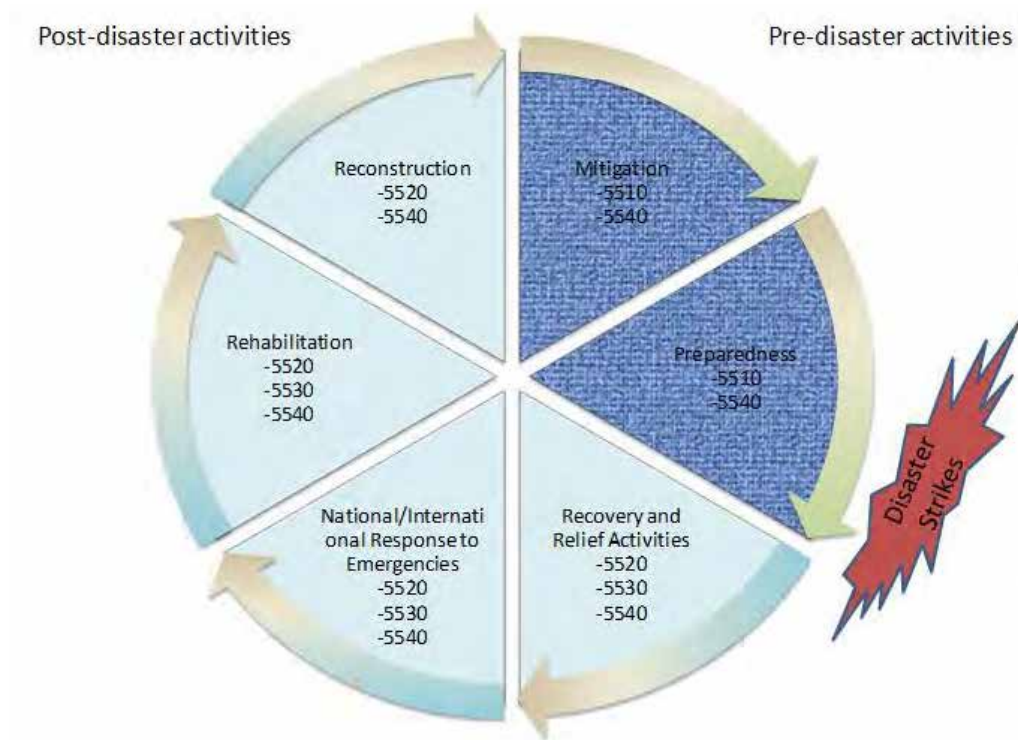 Post-disaster activities
Pre-disaster activities
Reconstruction
-5520
-5540
Mitigation
-5510
-5540
Rehabilitation
-5520
-5530
-5540
Preparedness
-5510
-5540
National/Internati
onal Response to
Emergencies
-5520
-5530
-5540
Recovery and
Relief Activities
-5520
-5530
-5540
Disaster
Strikes